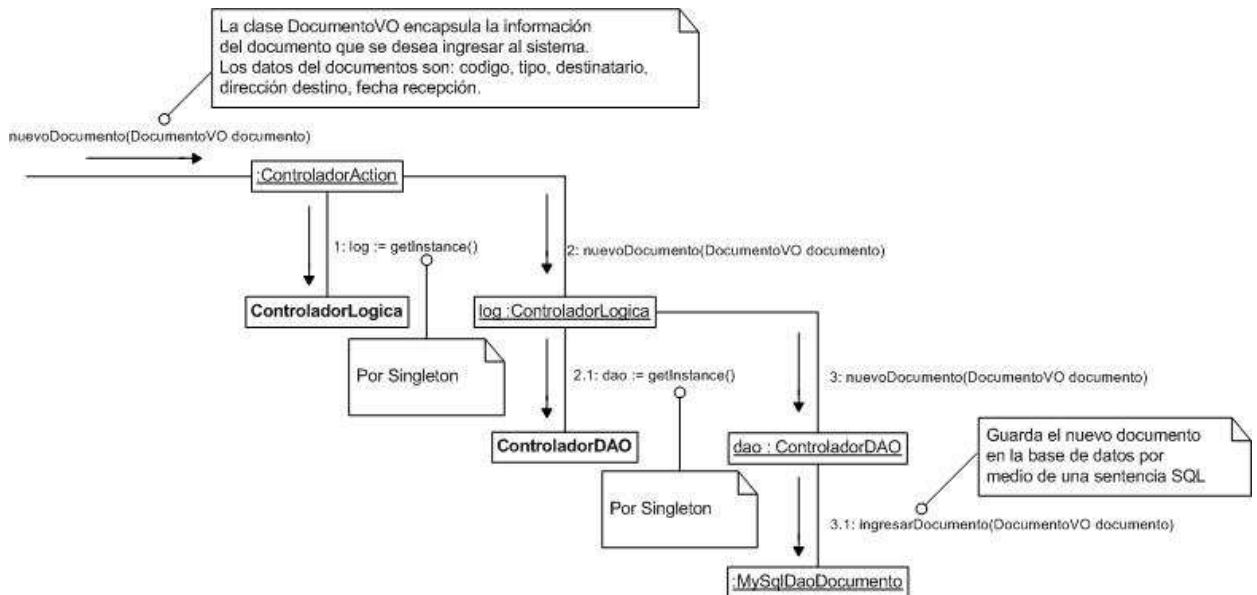 La clase DocumentoVO encapsula la información
del documento que se desea ingresar al sistema.
Los datos del documentos son: codigo, tipo, destinatario,
dirección destino, fecha recepción.
nuevoDocumento(DocumentoVO documento)
:ControladorAction
1: log := getInstance()
2: nuevoDocumento(DocumentoVO documento)
ControladorLogica
log :ControladorLogica
Por Singleton
2.1: dao := getInstance()
3: nuevoDocumento(DocumentoVO documento)
ControladorDAO
dao : ControladorDAO
Guarda el nuevo documento
en la base de datos por
medio de una sentencia SQL
Por Singleton
3.1: ingresarDocumento(DocumentoVO documento)
:MySqlDaoDocumento